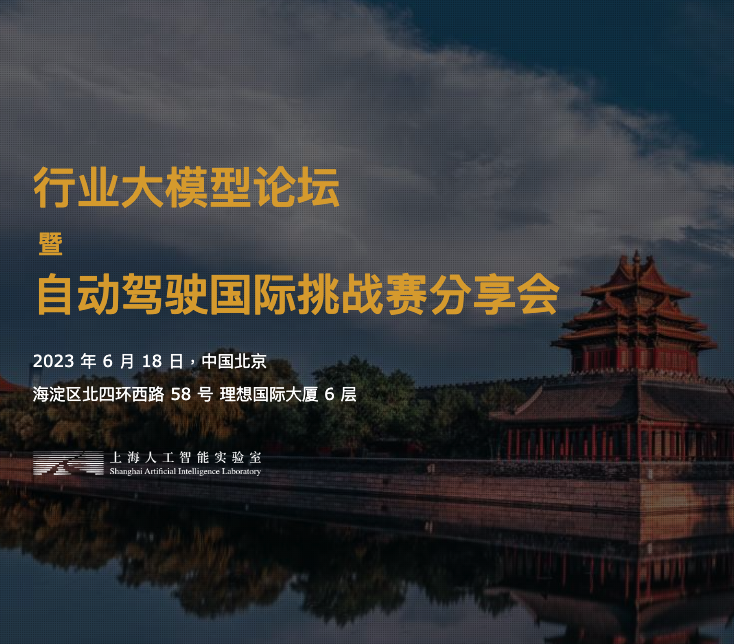 行业大模型论坛
暨
自动驾驶国际挑战赛分享会
2023 年 6 月 18 日，中国北京
海淀区北四环西路 58 号 理想国际大厦 6 层
上海人工智能实验室
Shanghai Artificial Intelligence Laboratory